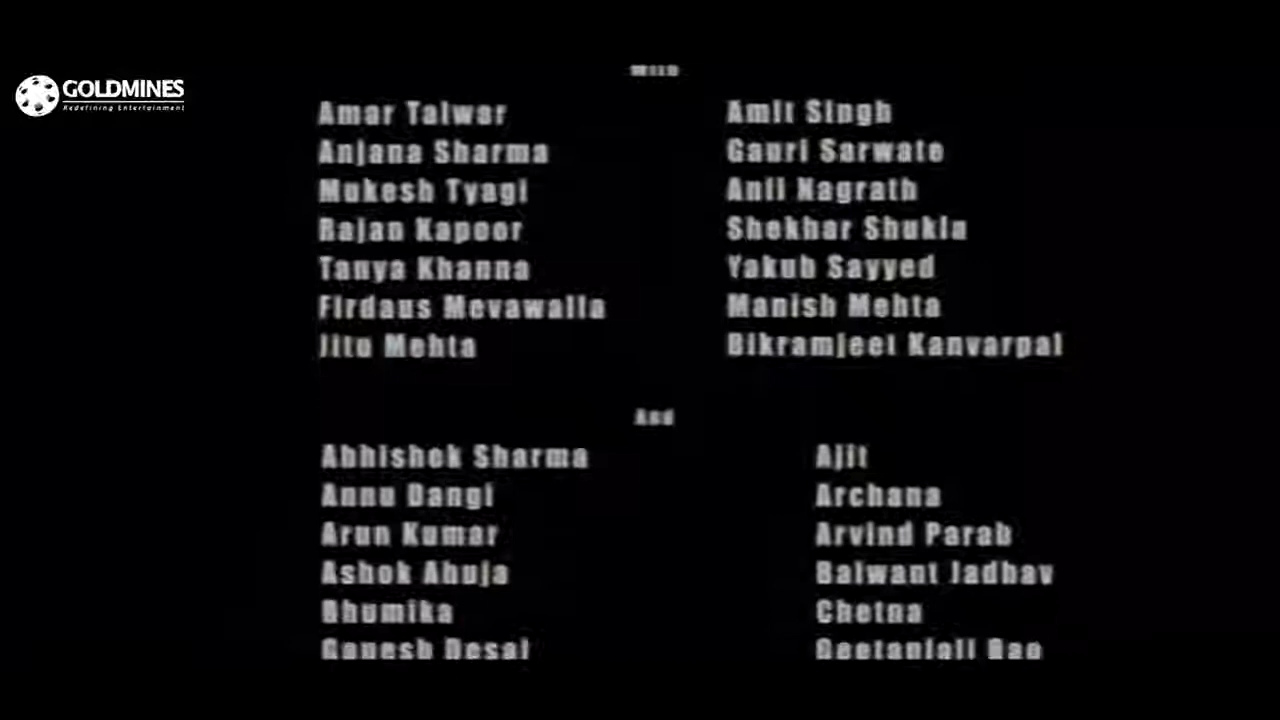 GOLDMINES
Redefining Entertainment
With
Amar Talwar
Anjana Sharma
Mukesh Tyagi
Rajan Kapoor
Tanya Khanna
Firdaus Mevawalla
Jitu Mehta
Amit Singh
Gauri Sarwate
Anil Nagrath
Shekhar Shukla
Yakub Sayyed
Manish Mehta
Bikramjeet Kanvarpal
And
Abhishek Sharma
Annu Dangi
Arun Kumar
Ashok Ahuja
Bhumika
Ganesh Desai
Ajit
Archana
Arvind Parab
Balwant Jadhav
Chetna
Geetanjali Rao